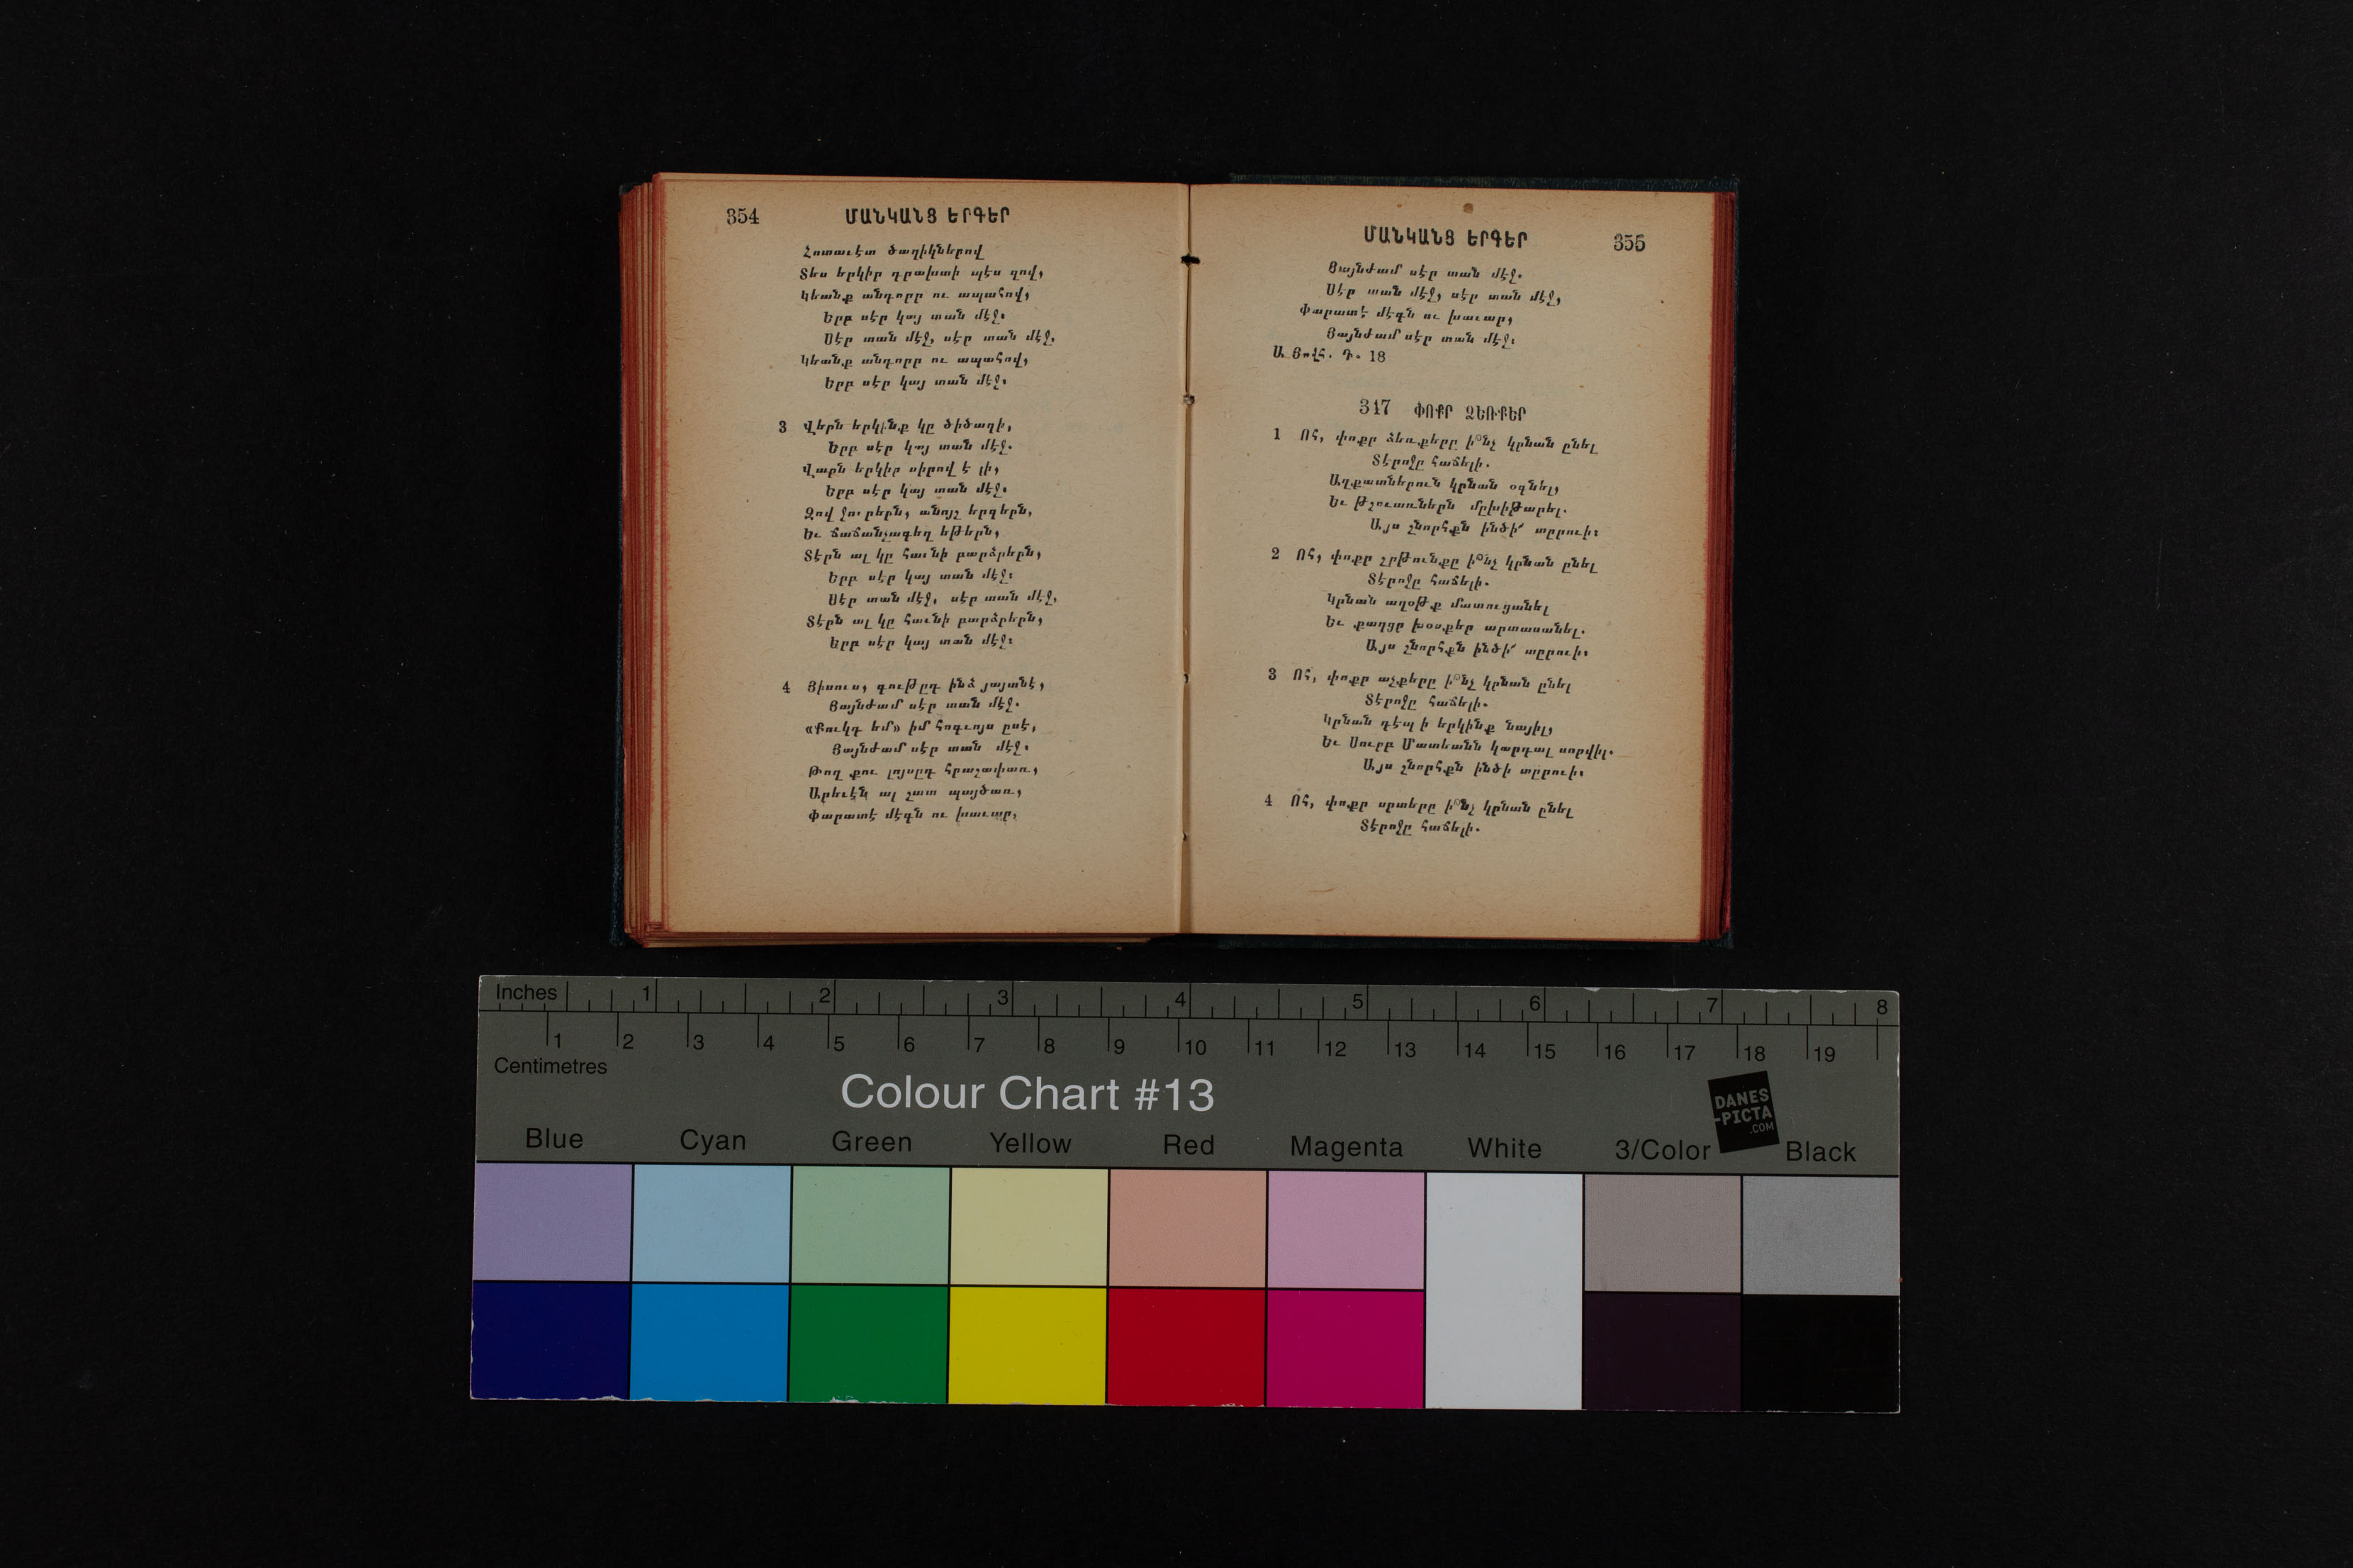 354 ՄԱՆԿԱՆՑ ԵՐԳԵՐ
Հոտաւէտ ծաղիկներով
Տես երկիր դրախտի պէս զով,
Կեանք անդորր ու ապահով,
Երբ սէր կայ տան մէջ.
Սէր տան մէջ, սէր տան մէջ,
Կեանք անդորր ու ապահով,
Երբ սէր կայ տան մէջ.
3 Վերն երկինք կը ծիծաղի,
Երբ սէր կայ տան մէջ.
Վարն երկիր սիրով է լի,
Երբ սէր կայ տան մէջ.
Զով ջուրերն, անոյշ երգերն,
Եւ ճաճանչագեղ եթերն,
Տէրն ալ կը հաւնի բարձրերն,
Երբ սէր կայ տան մէջ:
Սէր տան մէջ, սէր տան մէջ,
Տէրն ալ կը հաւնի բարձրերն,
Երբ սէր կայ տան մէջ:
4 Յիսուս, գութըդ ինձ յայտնէ,
Յայնժամ սէր տան մէջ.
«Քուկդ եմ» իմ հոգւոյս ըսէ,
Յայնժամ սէր տան մէջ.
Թող քու լոյսըդ հրաշափառ,
Արեւէն ալ շատ պայծառ,
Փարատէ մէգն ու խաւար,
ՄԱՆԿԱՆՑ ԵՐԳԵՐ 355
Յայնժամ սէր տան մէջ.
Սէր տան մէջ, սէր տան մէջ,
Փարատէ մէգն ու խաւար,
Յայնժամ սէր տան մէջ:
Ա Յովհ. Դ. 18
317 ՓՈՔՐ ՁԵՌՔԵՐ
1 Ոհ, փոքր ձեռքերը ի՞նչ կրնան ընել
Տէրոջը հաճելի.
Աղքատներուն կրնան օգնել,
Եւ թշուառներն մըխիթարել.
Այս շնորհքն ինծի՛ տըրուի:
2 Ոհ, փոքր շրթունքը ի՞նչ կրնան ընել
Տէրոջը հաճելի.
Կրնան աղօթք մատուցանել
Եւ քաղցր խօսքեր արտասանել.
Այս շնորհքն ինծի՛ տըրուի.
3 Ոհ, փոքր աչքերը ի՞նչ կրնան ընել
Տէրոջը հաճելի.
Կրնան դէպ ի երկինք նայիլ,
Եւ Սուրբ Մատեանն կարդալ սորվիլ.
Այս շնորհքն ինծի տըրուի.
4 Ոհ, փոքր սրտերը ի՞նչ կրնան ընել
Տէրոջը հաճելի.
Inches 1 2 3 4 5 6 7 8
1 2 3 4 5 6 7 8 9 10 11 12 13 14 15 16 17 18 19
Centimetres
Colour Chart #13
DANES
-PICTA
.COM
Blue Cyan Green Yellow Red Magenta White 3/Color Black